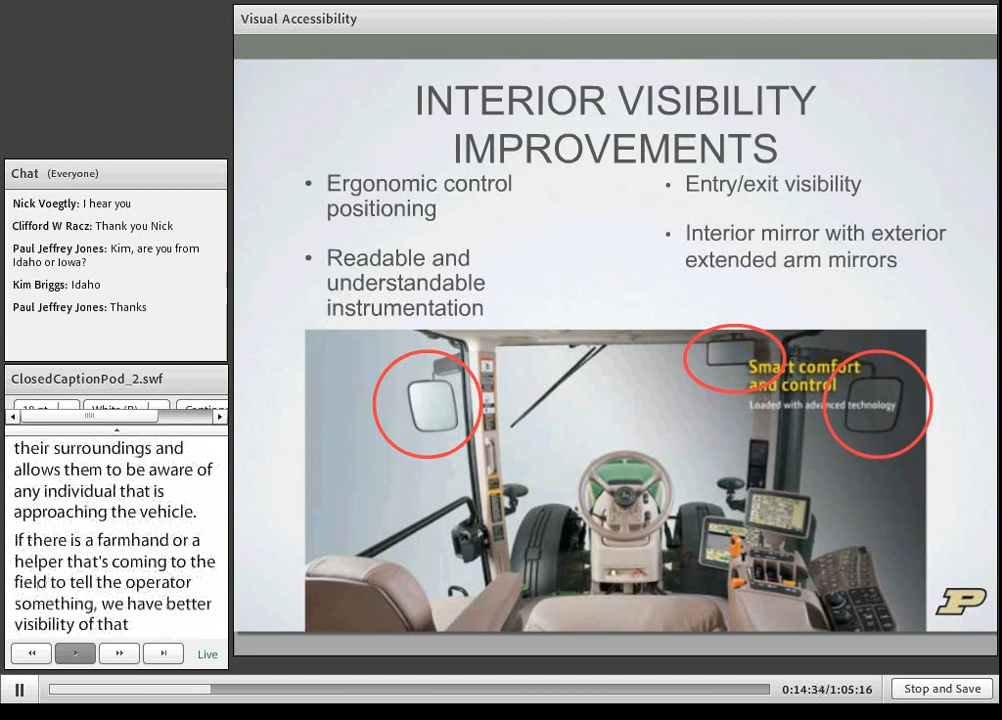 Visual Accessibility
INTERIOR VISIBILITY
IMPROVEMENTS
• Ergonomic control
positioning
• Readable and
understandable
instrumentation
• Entry/exit visibility
• Interior mirror with exterior
extended arm mirrors
Smart comfort
and control
Loaded with advanced technology
P
Chat (Everyone)
Nick Voegtly: I hear you
Clifford W Racz: Thank you Nick
Paul Jeffrey Jones: Kim, are you from
Idaho or Iowa?
Kim Briggs: Idaho
Paul Jeffrey Jones: Thanks
ClosedCaptionPod_2.swf
their surroundings and
allows them to be aware of
any individual that is
approaching the vehicle.
If there is a farmhand or a
helper that's coming to the
field to tell the operator
something, we have better
visibility of that
Live
0:14:34/1:05:16
Stop and Save